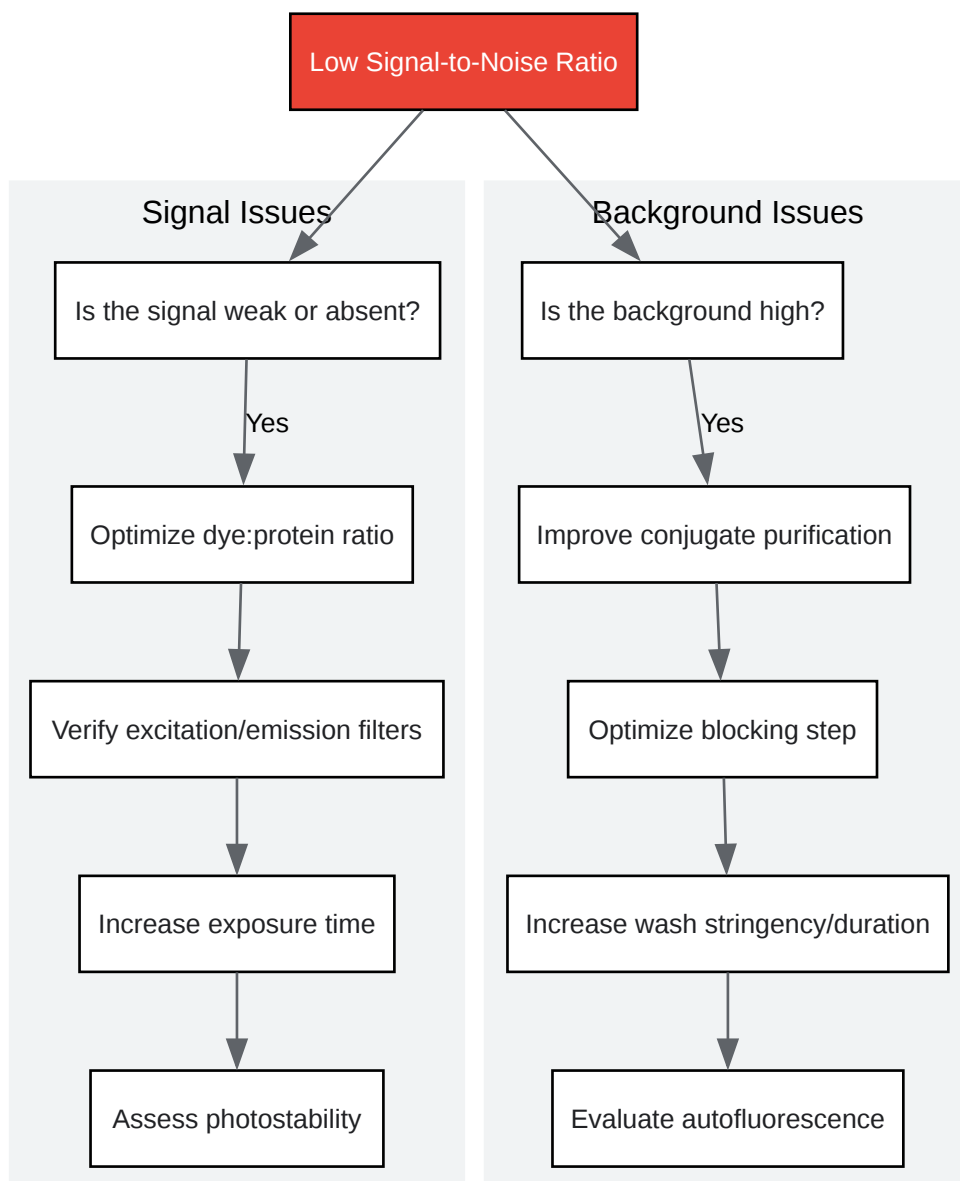 Low Signal-to-Noise Ratio
Signal Issues
Is the signal weak or absent?
Yes
Optimize dye:protein ratio
Verify excitation/emission filters
Increase exposure time
Assess photostability
Background Issues
Is the background high?
Yes
Improve conjugate purification
Optimize blocking step
Increase wash stringency/duration
Evaluate autofluorescence